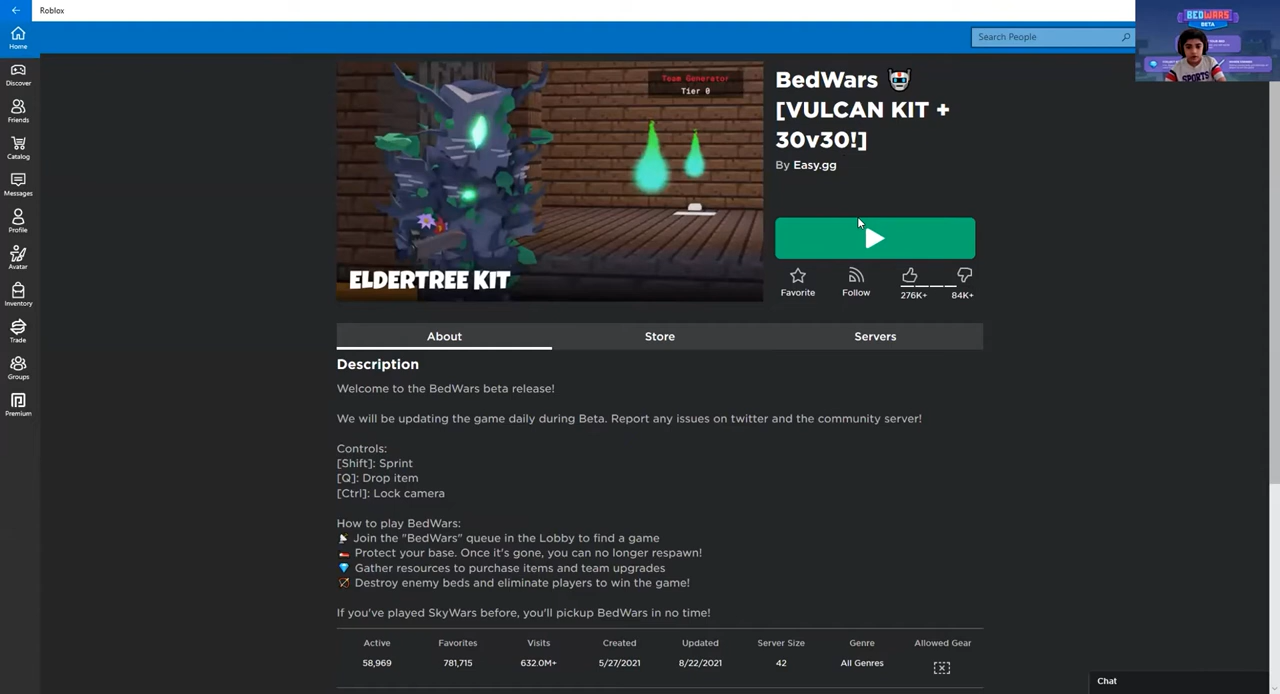 Roblox
Home
Search People
Discover
Friends
Catalog
Messages
Profile
Avatar
Inventory
Trade
Groups
Premium
BEDWARS
BETA
SPORTS
Team Generator
Tier 0
ELDERTREE KIT
BedWars
[VULCAN KIT +
30v30!]
By Easy.gg
Favorite
Follow
276K+
84K+
About
Store
Servers
Description
Welcome to the BedWars beta release!
We will be updating the game daily during Beta. Report any issues on twitter and the community server!
Controls:
[Shift]: Sprint
[Q]: Drop item
[Ctrl]: Lock camera
How to play BedWars:
Join the "BedWars" queue in the Lobby to find a game
Protect your base. Once it's gone, you can no longer respawn!
Gather resources to purchase items and team upgrades
Destroy enemy beds and eliminate players to win the game!
If you've played SkyWars before, you'll pickup BedWars in no time!
Active Favorites Visits Created Updated Server Size Genre Allowed Gear
58,969 781,715 632.0M+ 5/27/2021 8/22/2021 42 All Genres
Chat